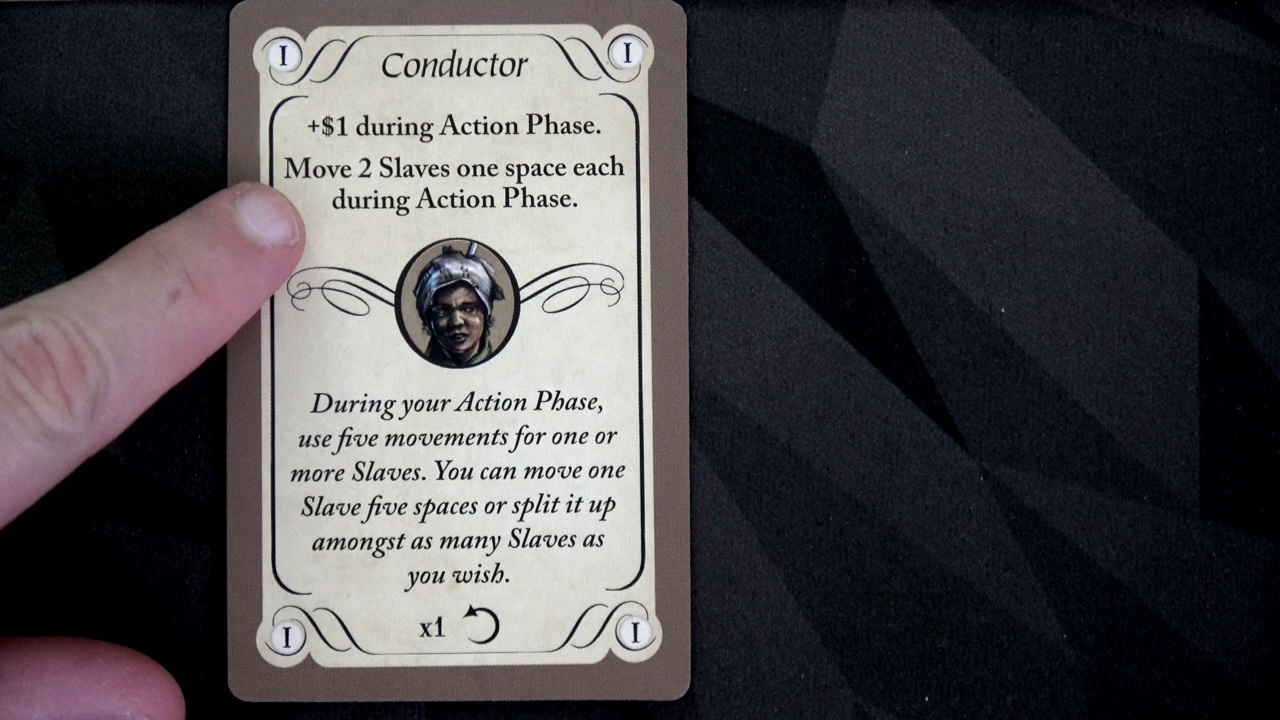 I Conductor I
+$1 during Action Phase.
Move 2 Slaves one space each
during Action Phase.
During your Action Phase,
use five movements for one or
more Slaves. You can move one
Slave five spaces or split it up
amongst as many Slaves as
you wish.
I x1 I